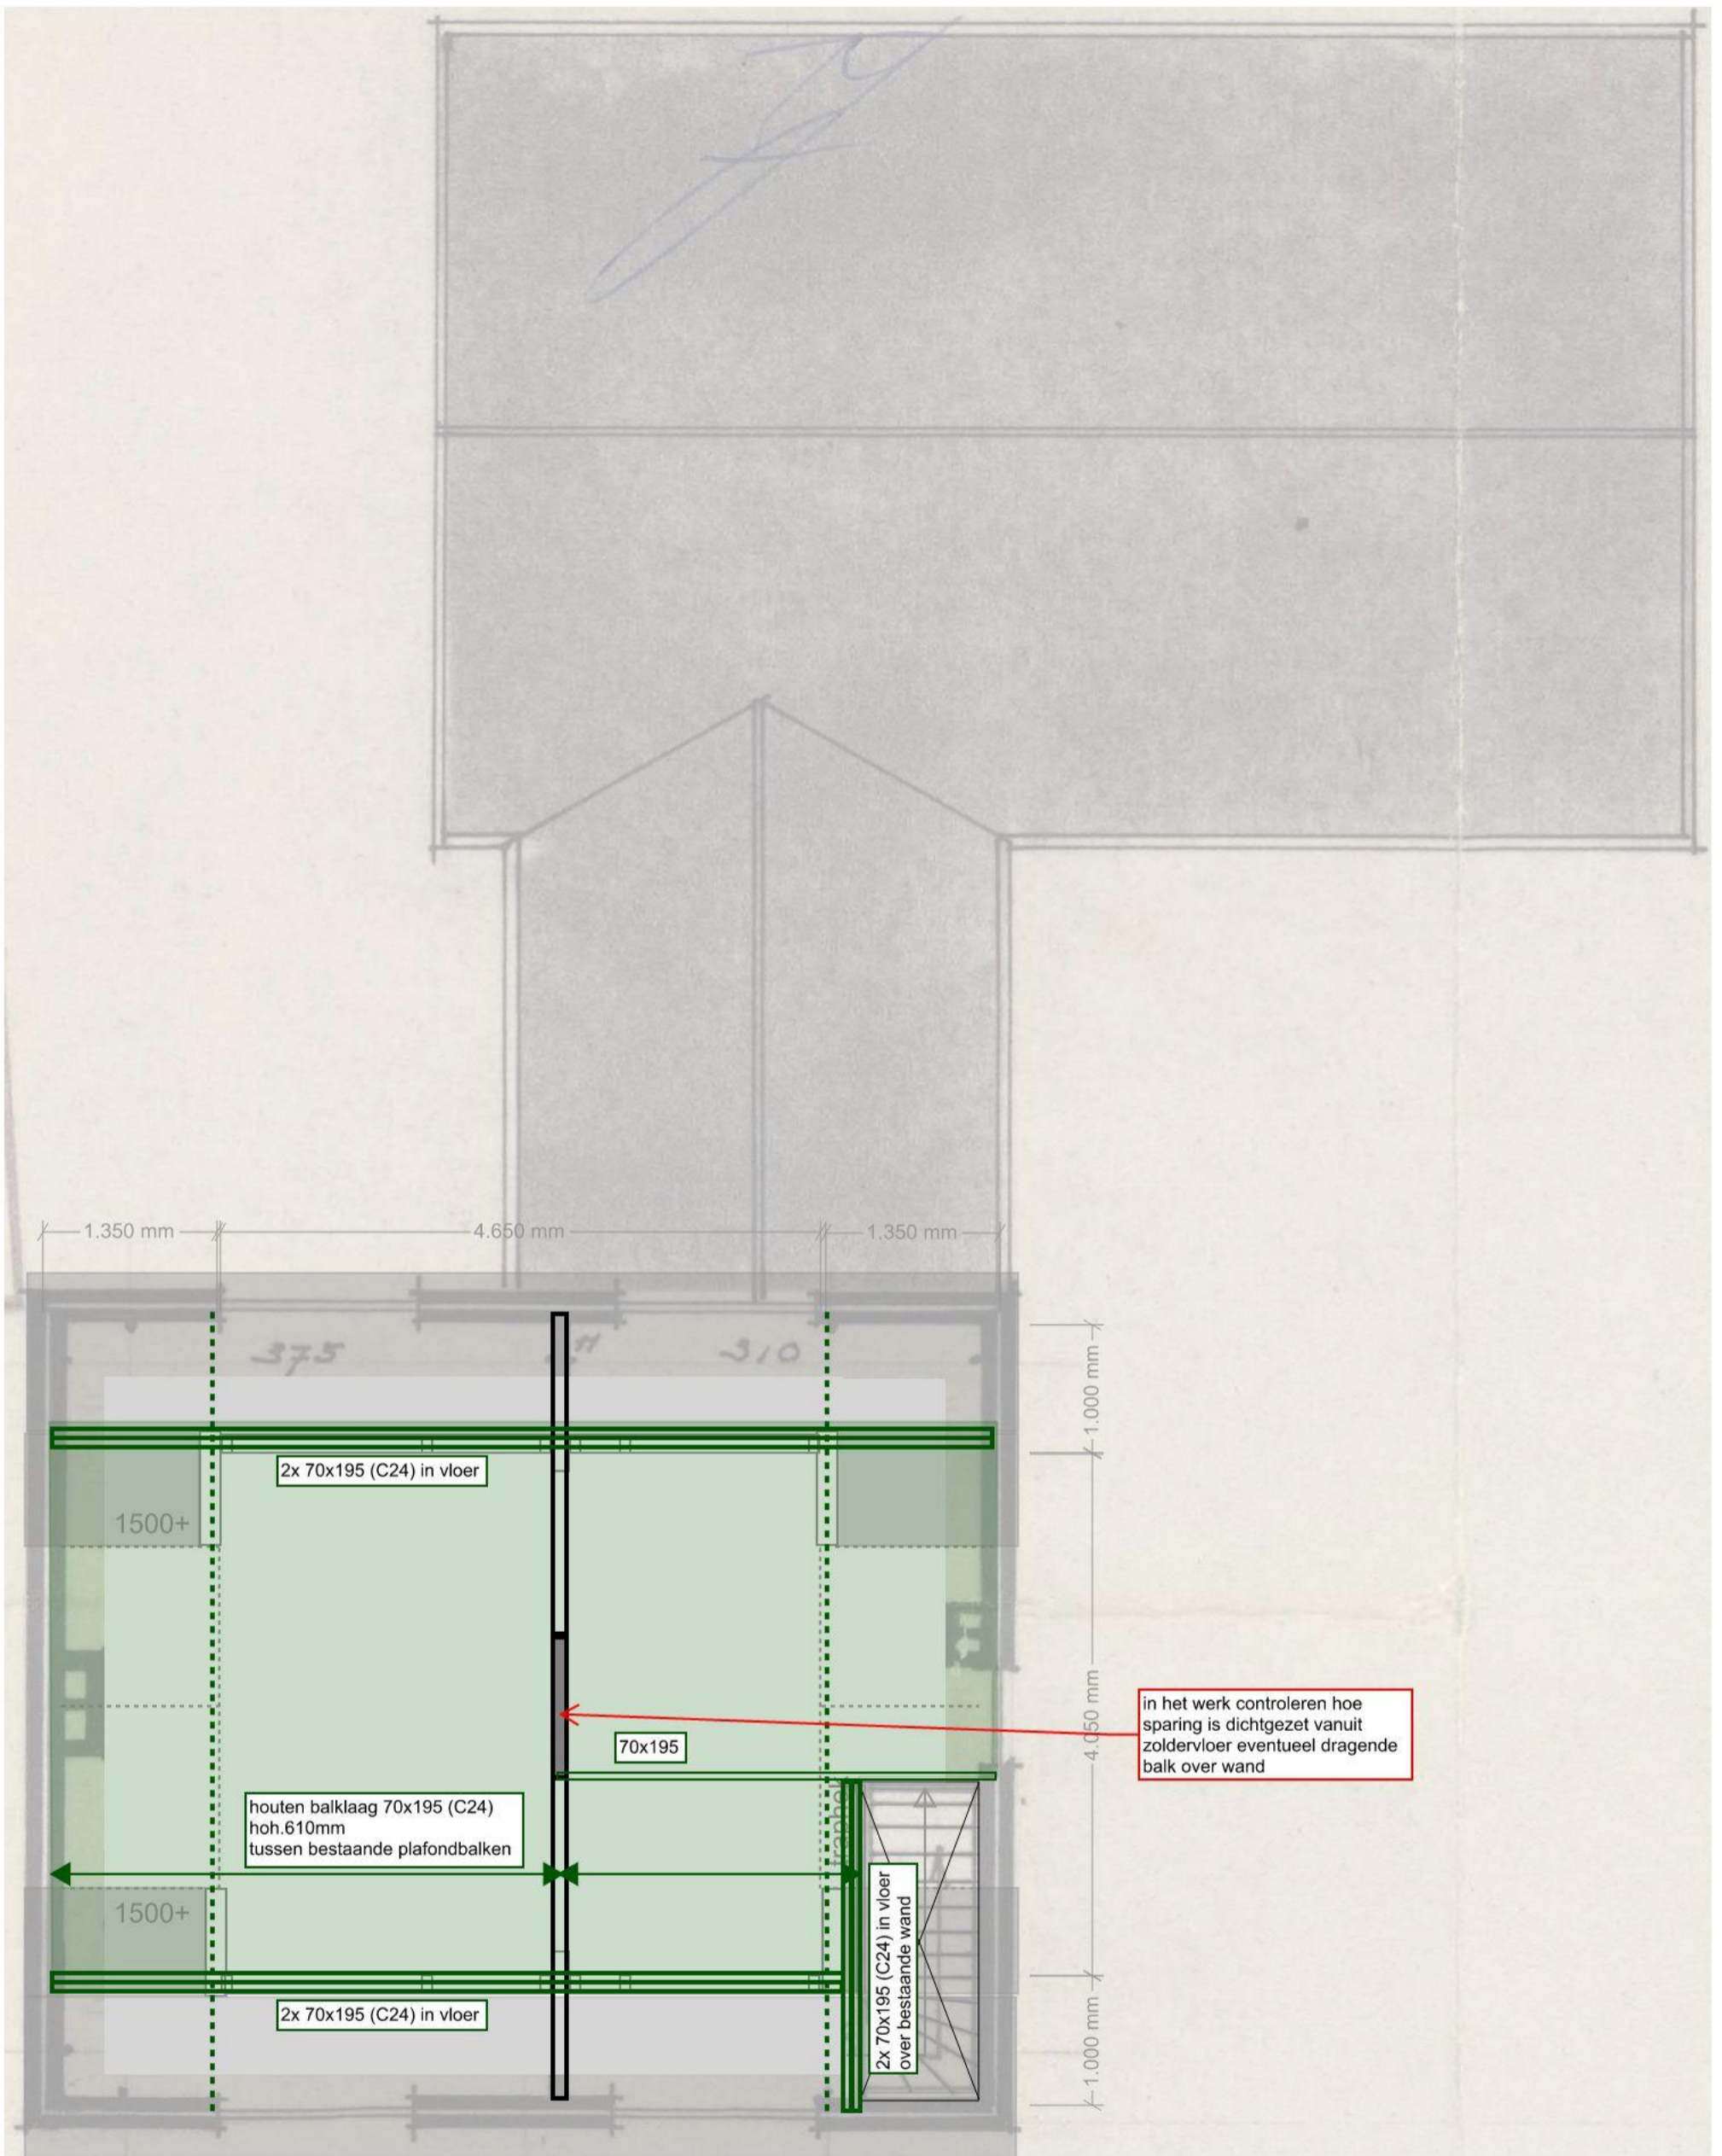 1.350 mm
4.650 mm
1.350 mm
375
11
310
1.000 mm
2x 70x195 (C24) in vloer
1500+
4.050 mm
in het werk controleren hoe
sparing is dichtgezet vanuit
zoldervloer eventueel dragende
balk over wand
70x195
houten balklaag 70x195 (C24)
hoh.610mm
tussen bestaande plafondbalken
traphek
2x 70x195 (C24) in vloer
over bestaande wand
1500+
2x 70x195 (C24) in vloer
1.000 mm